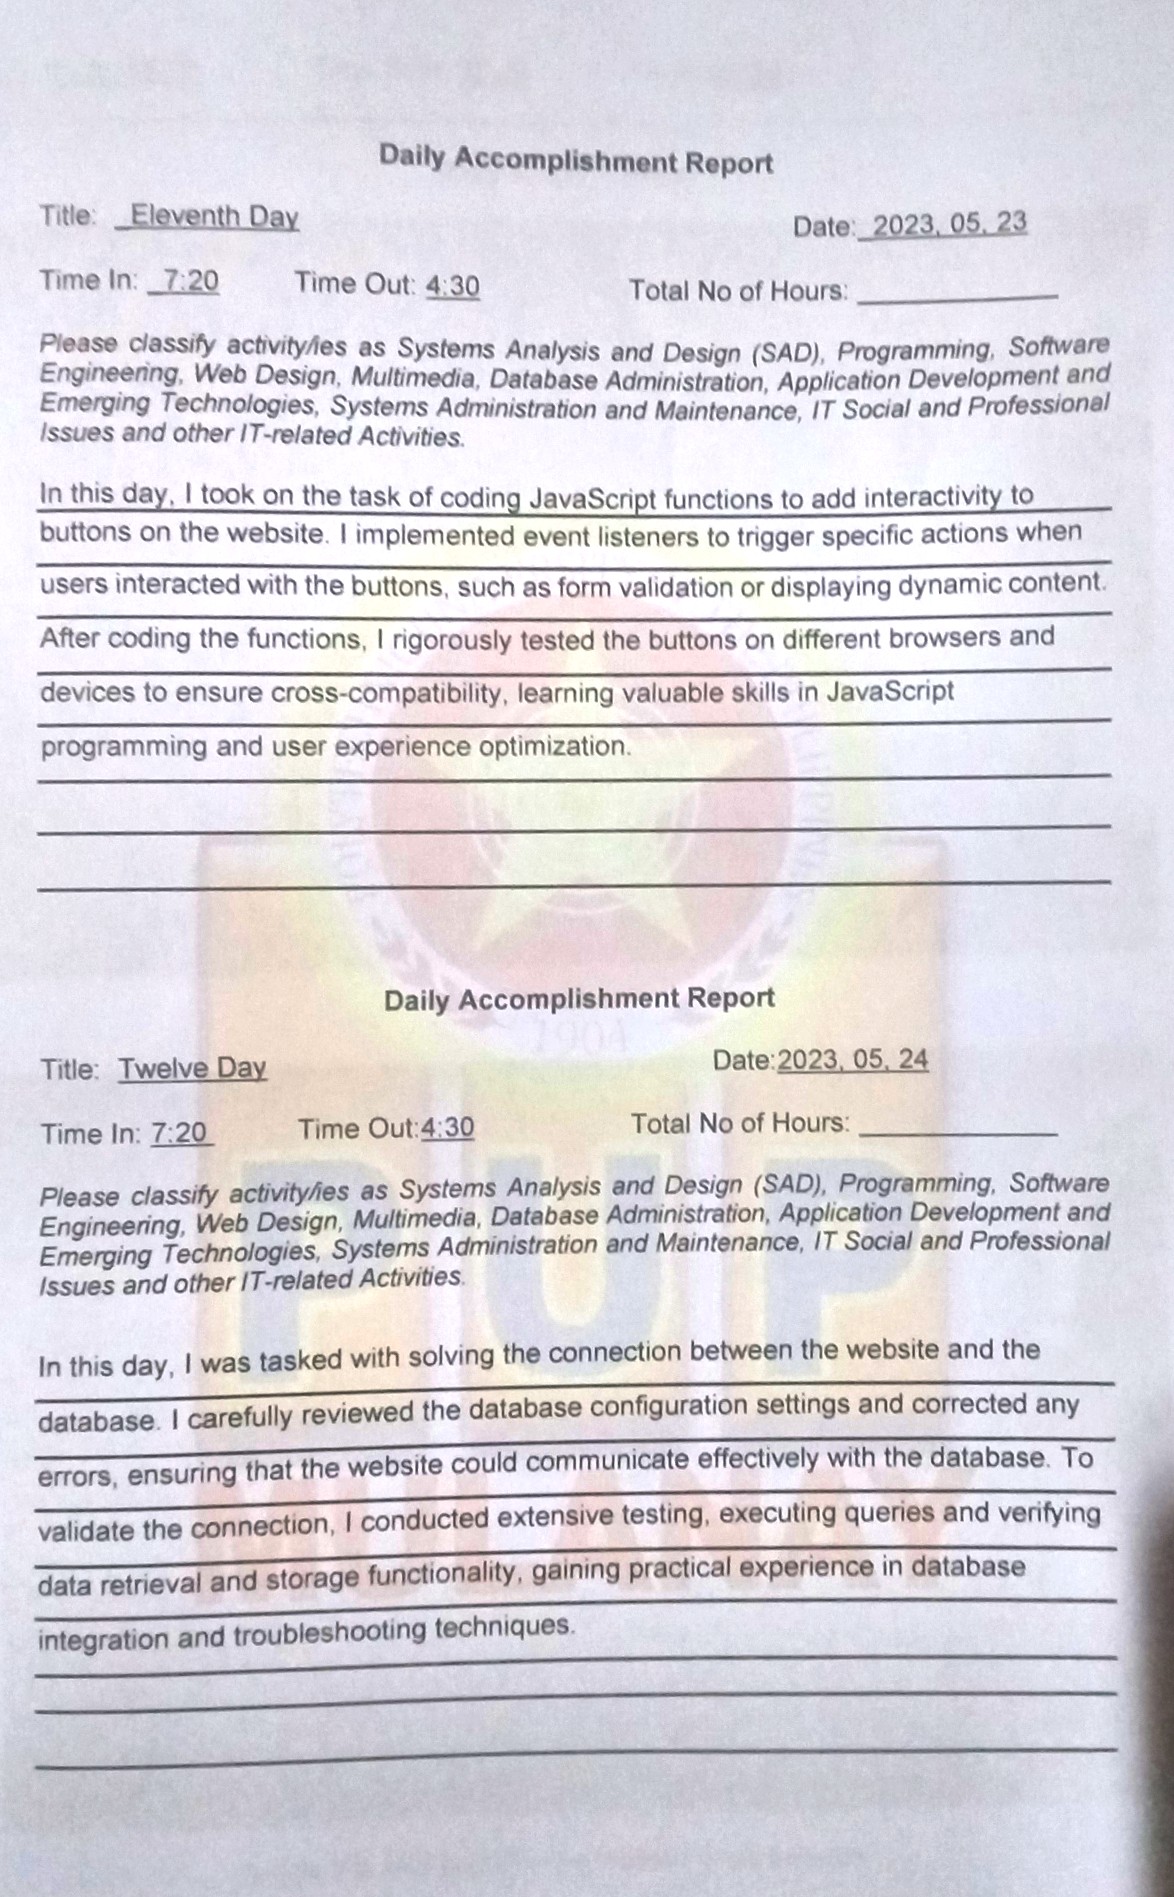 Daily Accomplishment Report
Title: Eleventh Day Date: 2023, 05, 23
Time In: 7:20 Time Out: 4:30 Total No of Hours:
Please classify activity/ies as Systems Analysis and Design (SAD), Programming, Software
Engineering, Web Design, Multimedia, Database Administration, Application Development and
Emerging Technologies, Systems Administration and Maintenance, IT Social and Professional
Issues and other IT-related Activities.
In this day, I took on the task of coding JavaScript functions to add interactivity to
buttons on the website. I implemented event listeners to trigger specific actions when
users interacted with the buttons, such as form validation or displaying dynamic content.
After coding the functions, I rigorously tested the buttons on different browsers and
devices to ensure cross-compatibility, learning valuable skills in JavaScript
programming and user experience optimization.
1904
Daily Accomplishment Report
Title: Twelve Day Date:2023, 05, 24
Time In: 7:20 Time Out:4:30 Total No of Hours:
Please classify activity/ies as Systems Analysis and Design (SAD), Programming, Software
Engineering, Web Design, Multimedia, Database Administration, Application Development and
Emerging Technologies, Systems Administration and Maintenance, IT Social and Professional
Issues and other IT-related Activities.
PUP
In this day, I was tasked with solving the connection between the website and the
database. I carefully reviewed the database configuration settings and corrected any
errors, ensuring that the website could communicate effectively with the database. To
validate the connection, I conducted extensive testing, executing queries and verifying
data retrieval and storage functionality, gaining practical experience in database
integration and troubleshooting techniques.